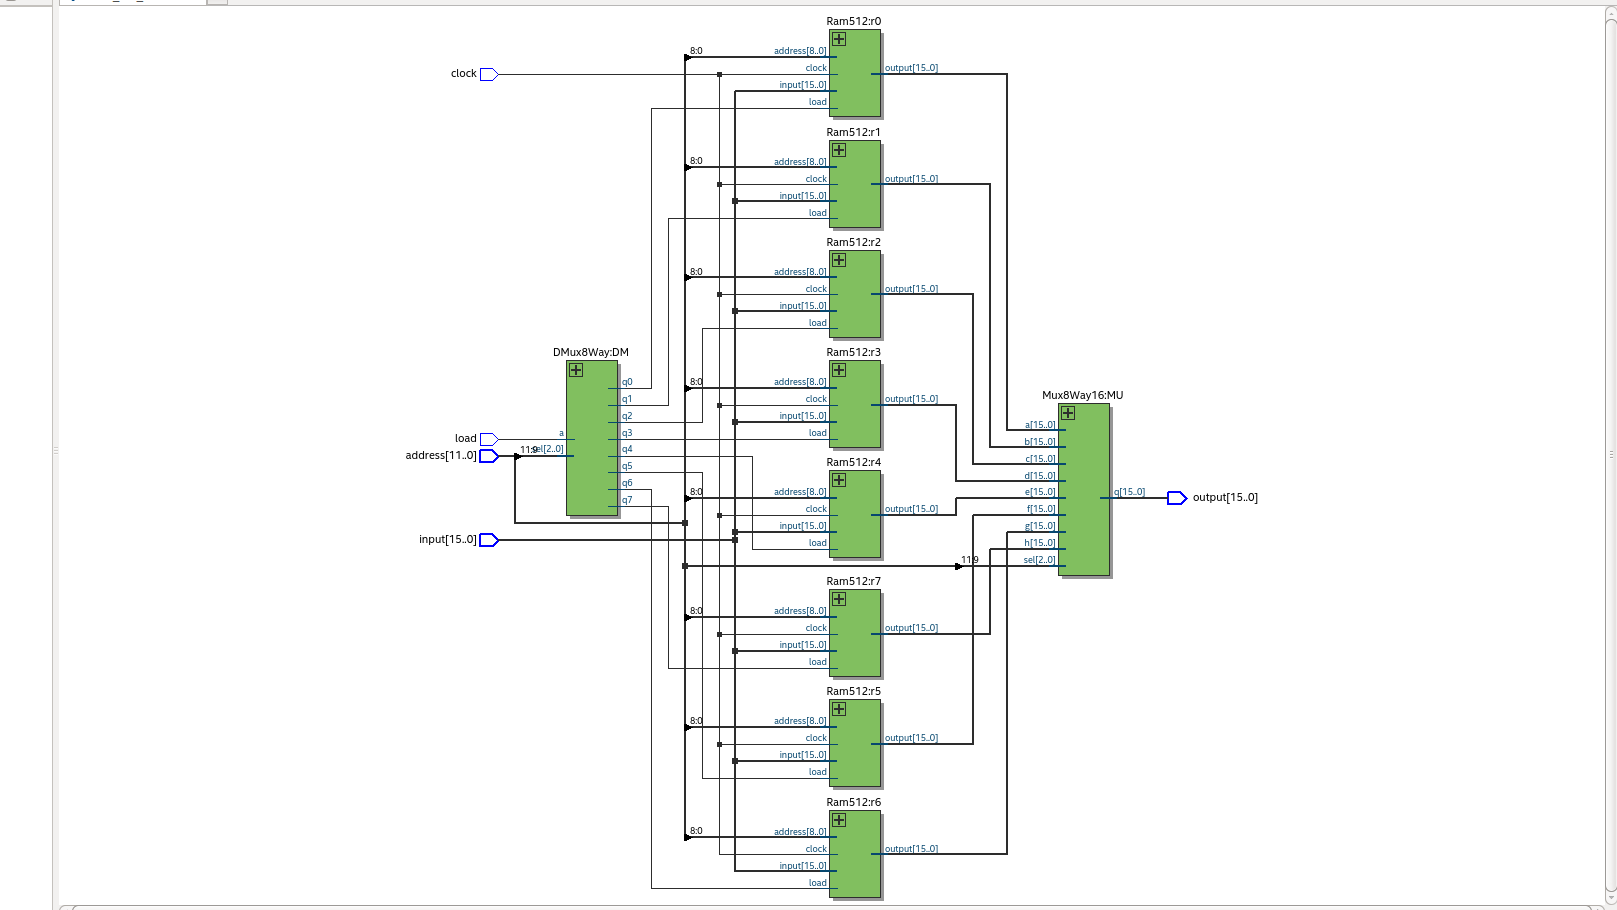 Ram512:r0
8:0
address[8..0]
clock
clock
output[15..0]
input[15..0]
load
Ram512:r1
8:0
address[8..0]
clock
output[15..0]
input[15..0]
load
Ram512:r2
8:0
address[8..0]
clock
output[15..0]
input[15..0]
load
DMux8Way:DM
Ram512:r3
8:0
address[8..0]
q0
clock
output[15..0]
q1
input[15..0]
q2
load
a
q3
load
sel[2..0]
11:9
q4
address[11..0]
q5
q6
q7
Mux8Way16:MU
a[15..0]
b[15..0]
c[15..0]
d[15..0]
e[15..0]
f[15..0]
g[15..0]
h[15..0]
11:9
sel[2..0]
q[15..0]
output[15..0]
Ram512:r4
8:0
address[8..0]
clock
output[15..0]
input[15..0]
load
input[15..0]
Ram512:r7
8:0
address[8..0]
clock
output[15..0]
input[15..0]
load
Ram512:r5
8:0
address[8..0]
clock
output[15..0]
input[15..0]
load
Ram512:r6
8:0
address[8..0]
clock
output[15..0]
input[15..0]
load